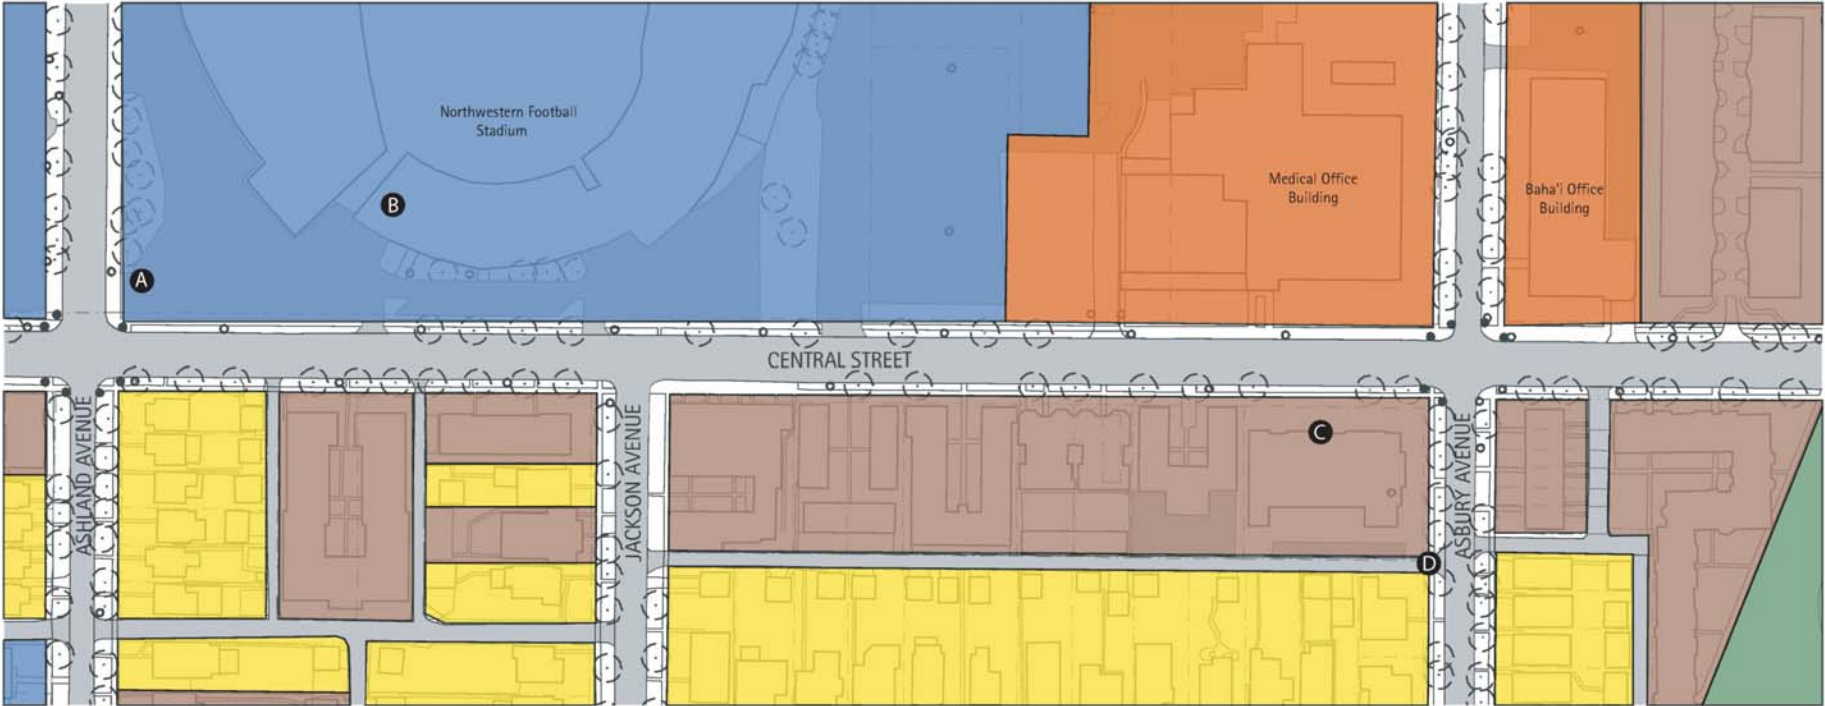 Northwestern Football
Stadium
B
A
Medical Office
Building
Baha'i Office
Building
CENTRAL STREET
ASHLAND AVENUE
JACKSON AVENUE
C
ASBURY AVENUE
D